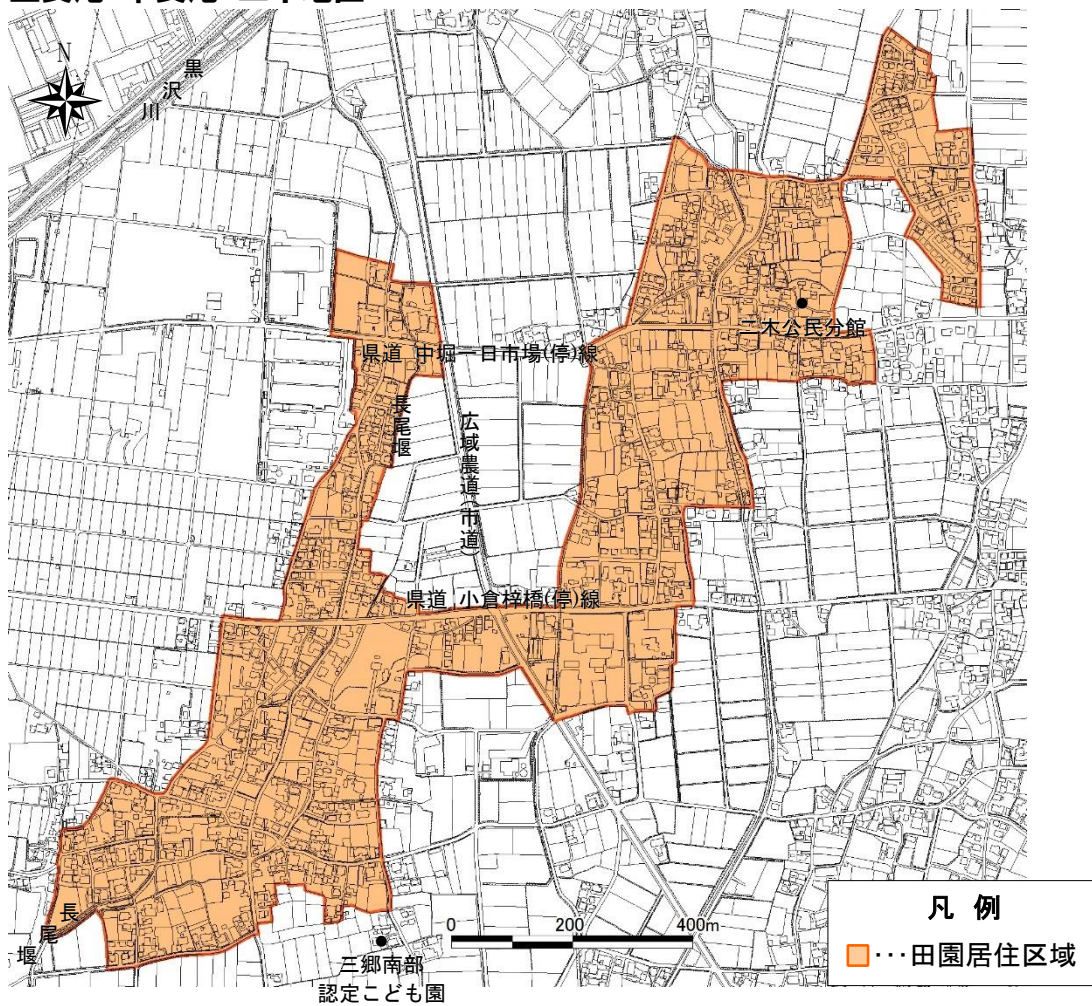 N
黒沢川
二木公民分館
県道 中堀一日市場(停)線
長尾堰
広域農道(市道)
県道 小倉梓橋(停)線
長尾堰
0 200 400m
三郷南部
認定こども園
凡 例
…田園居住区域